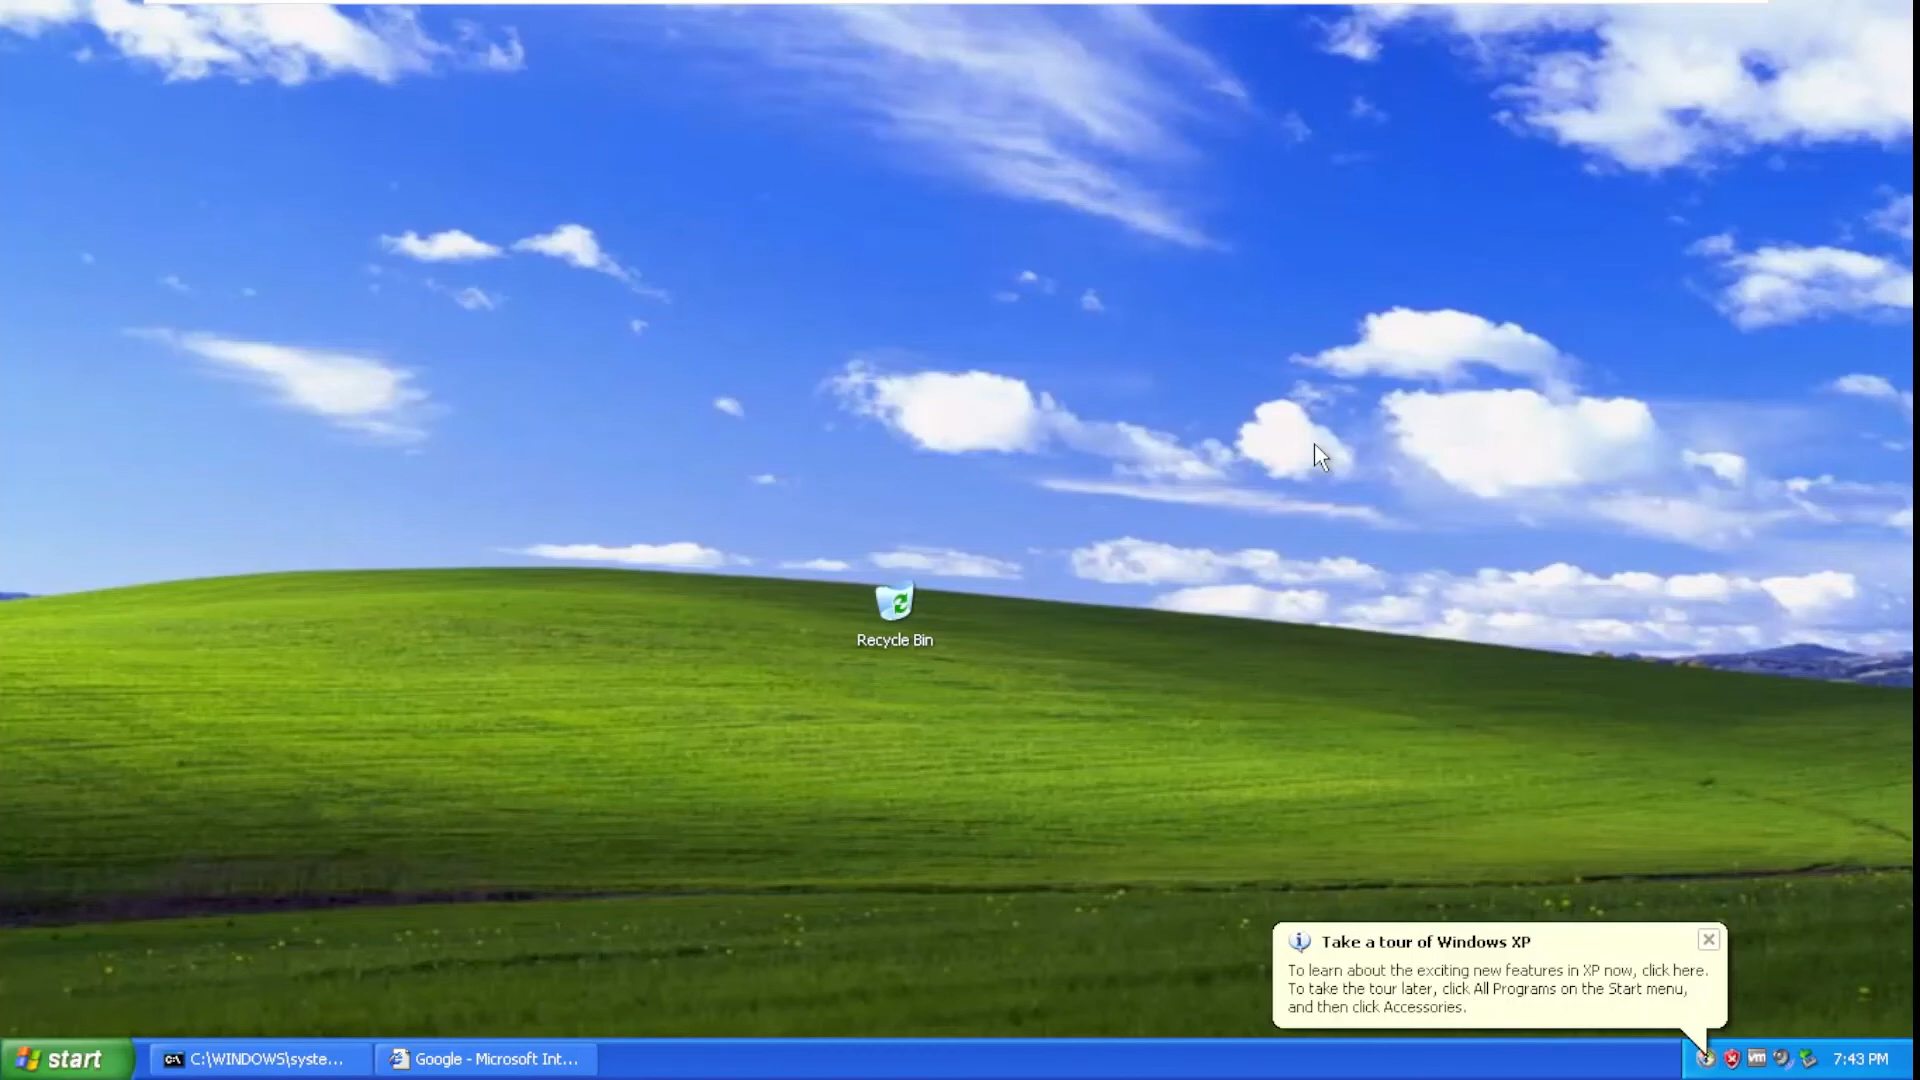 Recycle Bin
Take a tour of Windows XP
To learn about the exciting new features in XP now, click here.
To take the tour later, click All Programs on the Start menu,
and then click Accessories.
start
C:\WINDOWS\syste...
Google - Microsoft Int...
vm
7:43 PM